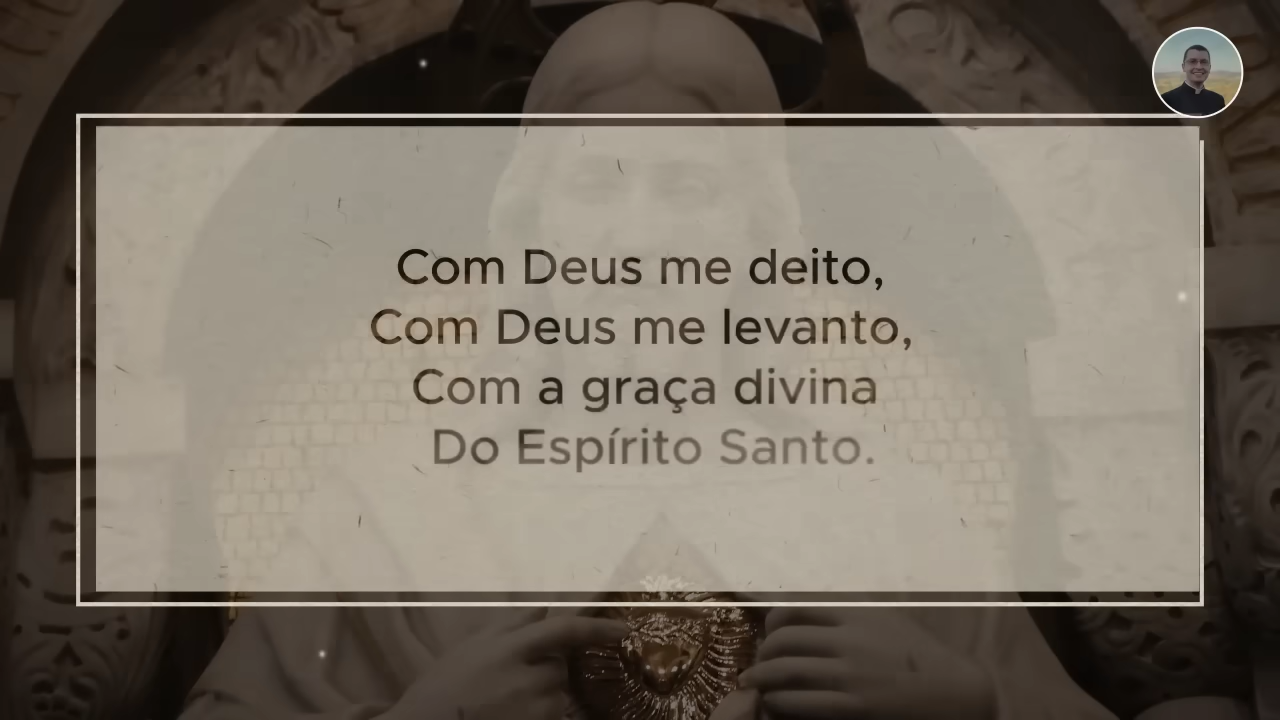 Com Deus me deito,
Com Deus me levanto,
Com a graça divina
Do Espírito Santo.